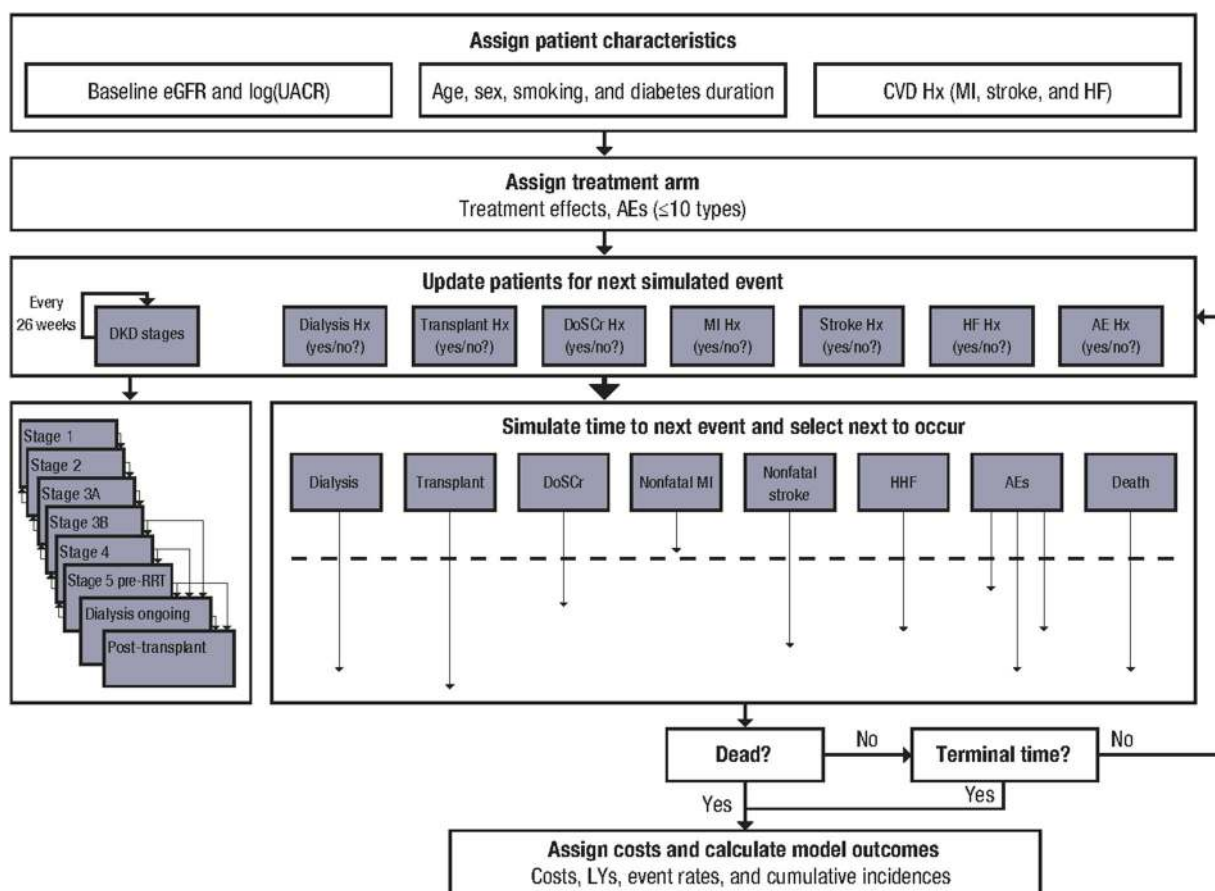 Assign patient characteristics
Baseline eGFR and log(UACR)
Age, sex, smoking, and diabetes duration
CVD Hx (MI, stroke, and HF)
Assign treatment arm
Treatment effects, AEs (≤10 types)
Update patients for next simulated event
Every
26 weeks
DKD stages
Dialysis Hx
(yes/no?)
Transplant Hx
(yes/no?)
DoSCr Hx
(yes/no?)
MI Hx
(yes/no?)
Stroke Hx
(yes/no?)
HF Hx
(yes/no?)
AE Hx
(yes/no?)
Stage 1
Stage 2
Stage 3A
Stage 3B
Stage 4
Stage 5 pre-RRT
Dialysis ongoing
Post-transplant
Simulate time to next event and select next to occur
Dialysis
Transplant
DoSCr
Nonfatal MI
Nonfatal
stroke
HHF
AEs
Death
Dead?
No
Terminal time?
No
Yes
Yes
Assign costs and calculate model outcomes
Costs, LYs, event rates, and cumulative incidences